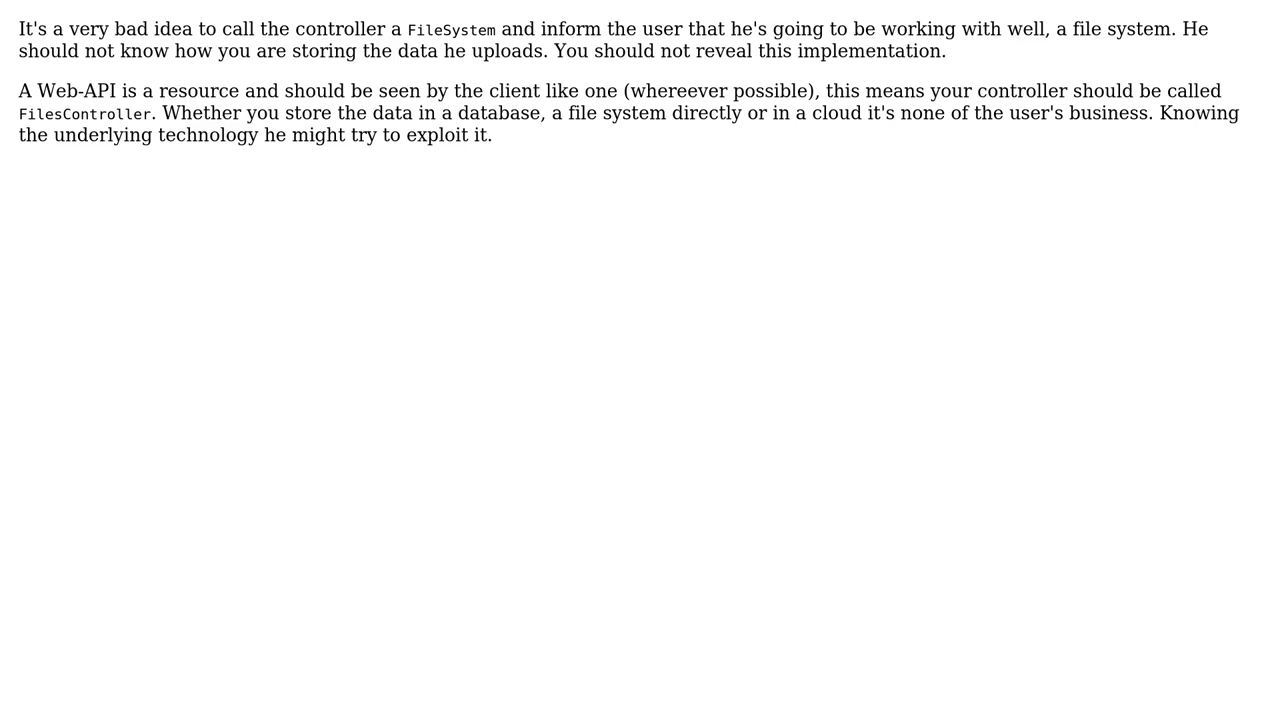 It's a very bad idea to call the controller a FileSystem and inform the user that he's going to be working with well, a file system. He
should not know how you are storing the data he uploads. You should not reveal this implementation.
A Web-API is a resource and should be seen by the client like one (whereever possible), this means your controller should be called
FilesController. Whether you store the data in a database, a file system directly or in a cloud it's none of the user's business. Knowing
the underlying technology he might try to exploit it.